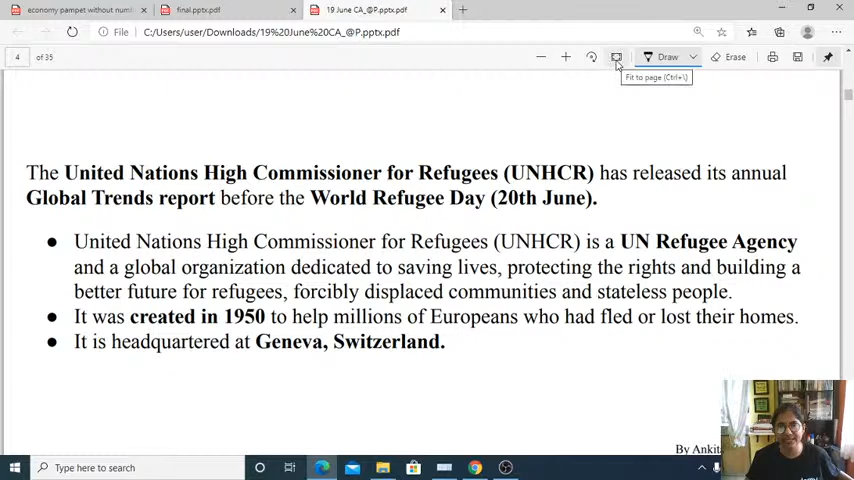 economy pampet without num
final.pptx.pdf
19 June CA_@P.pptx.pdf
File
C:/Users/user/Downloads/19%20June%20CA_@P.pptx.pdf
4 of 35
Draw
Erase
Fit to page (Ctrl+\)
The United Nations High Commissioner for Refugees (UNHCR) has released its annual
Global Trends report before the World Refugee Day (20th June).
● United Nations High Commissioner for Refugees (UNHCR) is a UN Refugee Agency
and a global organization dedicated to saving lives, protecting the rights and building a
better future for refugees, forcibly displaced communities and stateless people.
● It was created in 1950 to help millions of Europeans who had fled or lost their homes.
● It is headquartered at Geneva, Switzerland.
By Ankit
Type here to search